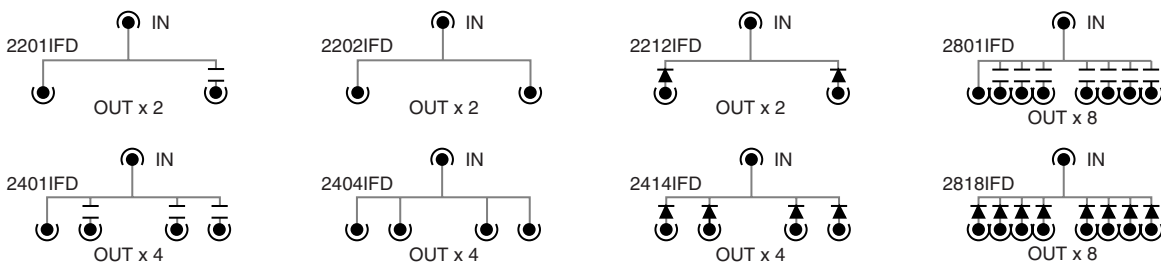 IN
2201IFD
OUT x 2
IN
2202IFD
OUT x 2
IN
2212IFD
OUT x 2
IN
2801IFD
OUT x 8
IN
2401IFD
OUT x 4
IN
2404IFD
OUT x 4
IN
2414IFD
OUT x 4
IN
2818IFD
OUT x 8